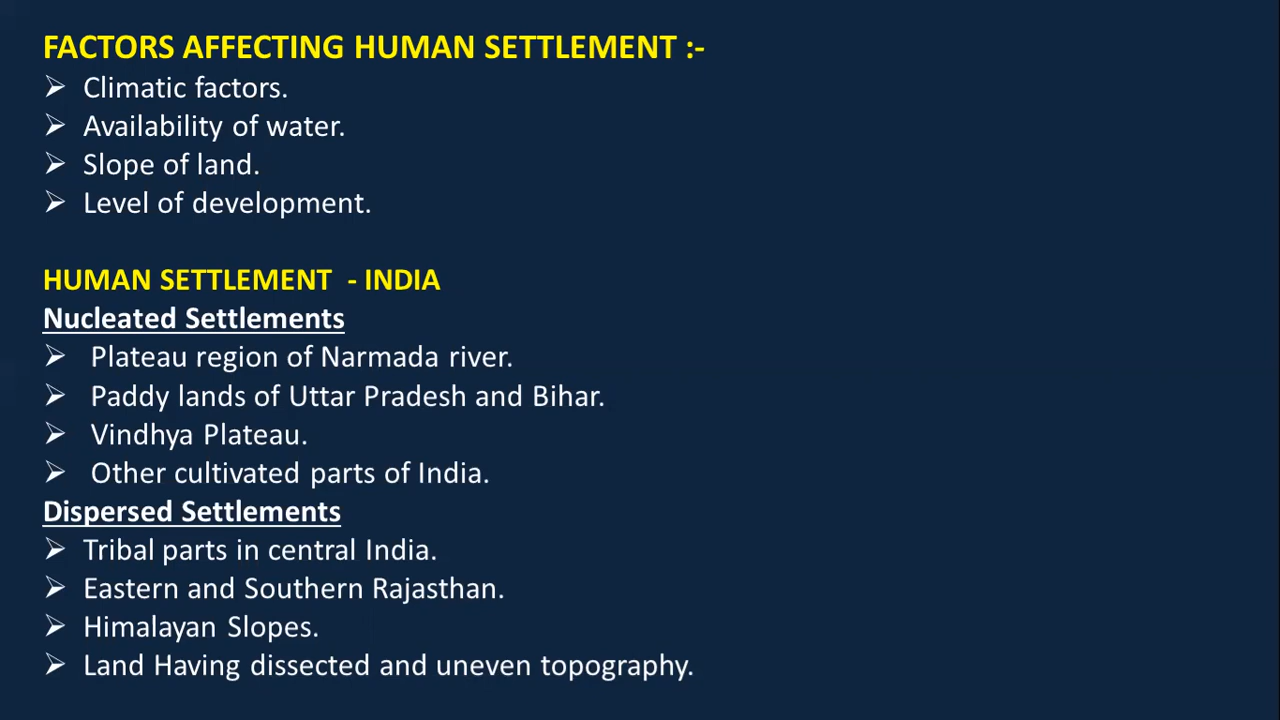 FACTORS AFFECTING HUMAN SETTLEMENT :-
➢ Climatic factors.
➢ Availability of water.
➢ Slope of land.
➢ Level of development.
HUMAN SETTLEMENT - INDIA
Nucleated Settlements
➢ Plateau region of Narmada river.
➢ Paddy lands of Uttar Pradesh and Bihar.
➢ Vindhya Plateau.
➢ Other cultivated parts of India.
Dispersed Settlements
➢ Tribal parts in central India.
➢ Eastern and Southern Rajasthan.
➢ Himalayan Slopes.
➢ Land Having dissected and uneven topography.